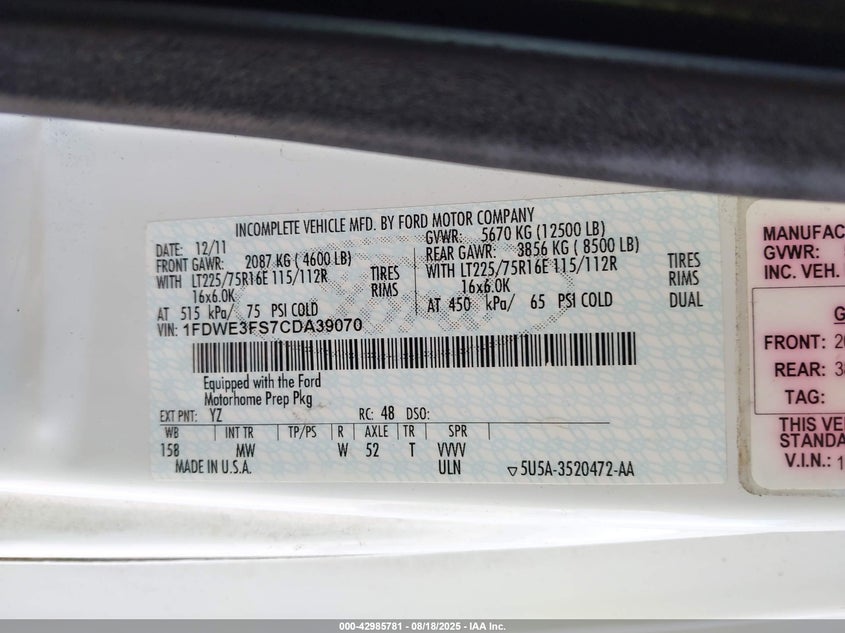 INCOMPLETE VEHICLE MFD. BY FORD MOTOR COMPANY
DATE: 12/11
GVWR: 5670 KG (12500 LB)
FRONT GAWR: 2087 KG ( 4600 LB)
REAR GAWR: 3856 KG ( 8500 LB)
WITH LT225/75R16E 115/112R TIRES
WITH LT225/75R16E 115/112R TIRES
16x6.0K RIMS
16x6.0K RIMS
AT 515 kPa/ 75 PSI COLD
AT 450 kPa/ 65 PSI COLD DUAL
VIN: 1FDWE3FS7CDA39070
Equipped with the Ford
Motorhome Prep Pkg
EXT PNT: YZ RC: 48 DSO:
WB INT TR TP/PS R AXLE TR SPR
158 MW W 52 T VVVV
MADE IN U.S.A. ULN ▽5U5A-3520472-AA
MANUFAC
GVWR:
INC. VEH.
G
FRONT: 20
REAR: 38
TAG:
THIS VE
STANDA
V.I.N.: 1
000-42985781 - 08/18/2025 - IAA Inc.